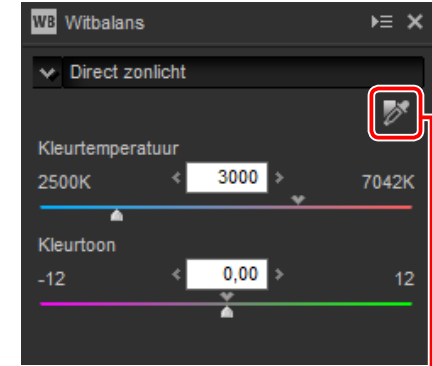 WB Witbalans
Direct zonlicht
Kleurtemperatuur
2500K 3000 7042K
Kleurtoon
-12 0,00 12